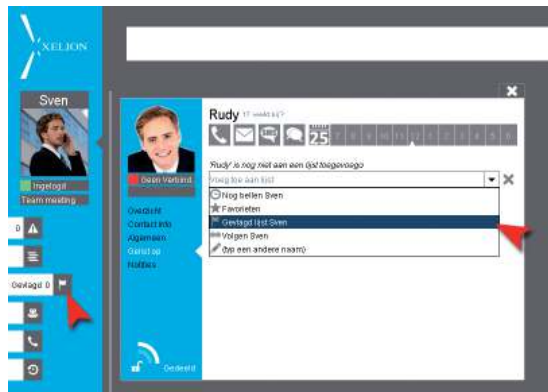 XELION
Sven
Ingelogd
Team meeting
0
Gevlagd 0
Rudy
25
'Rudy' is nog niet aan een lijst toegevoegd
Geen Verbind.
Voeg toe aan lijst
Nog bellen Sven
Favorieten
Gevlagd lijst Sven
Volgen Sven
(typ een andere naam)
Overzicht
Contact info
Algemeen
Gelijst op
Notities
Gedeeld